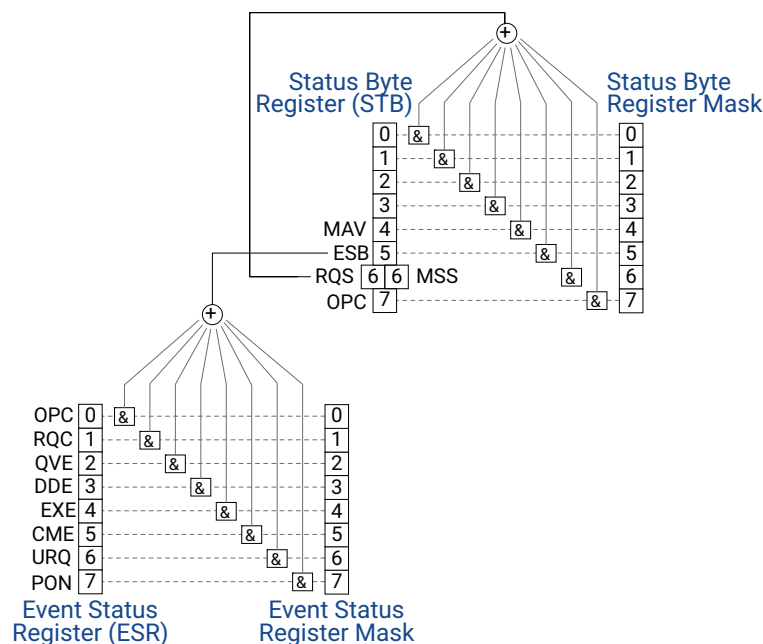 +
Status Byte
Register (STB)
Status Byte
Register Mask
0 & 0
1 & 1
2 & 2
3 & 3
MAV 4 & 4
ESB 5 & 5
RQS 6 6 MSS & 6
OPC 7 & 7
+
OPC 0 & 0
RQC 1 & 1
QVE 2 & 2
DDE 3 & 3
EXE 4 & 4
CME 5 & 5
URQ 6 & 6
PON 7 & 7
Event Status
Register (ESR)
Event Status
Register Mask